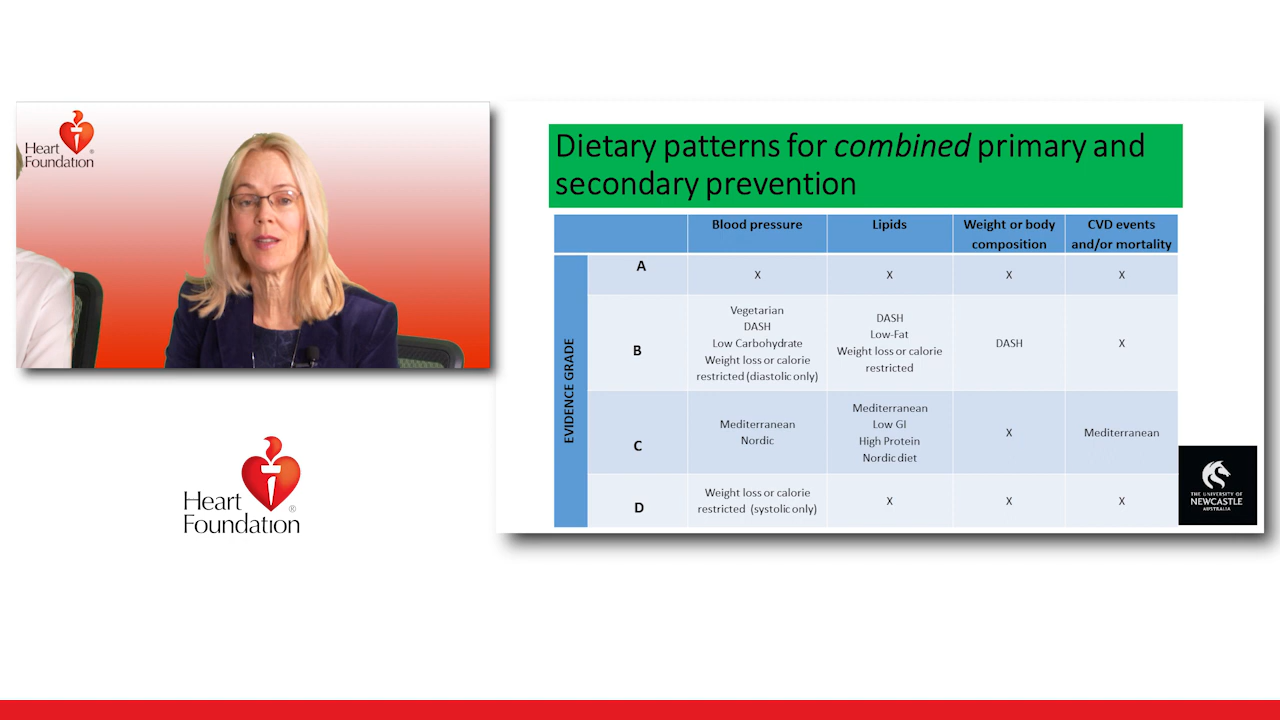 Heart
Foundation
Heart
Foundation
Dietary patterns for combined primary and
secondary prevention
Blood pressure
Lipids
Weight or body
composition
CVD events
and/or mortality
EVIDENCE GRADE
A
X
X
X
X
B
Vegetarian
DASH
Low Carbohydrate
Weight loss or calorie
restricted (diastolic only)
DASH
Low-Fat
Weight loss or calorie
restricted
DASH
X
C
Mediterranean
Nordic
Mediterranean
Low GI
High Protein
Nordic diet
X
Mediterranean
D
Weight loss or calorie
restricted (systolic only)
X
X
X
THE UNIVERSITY OF
NEWCASTLE
AUSTRALIA